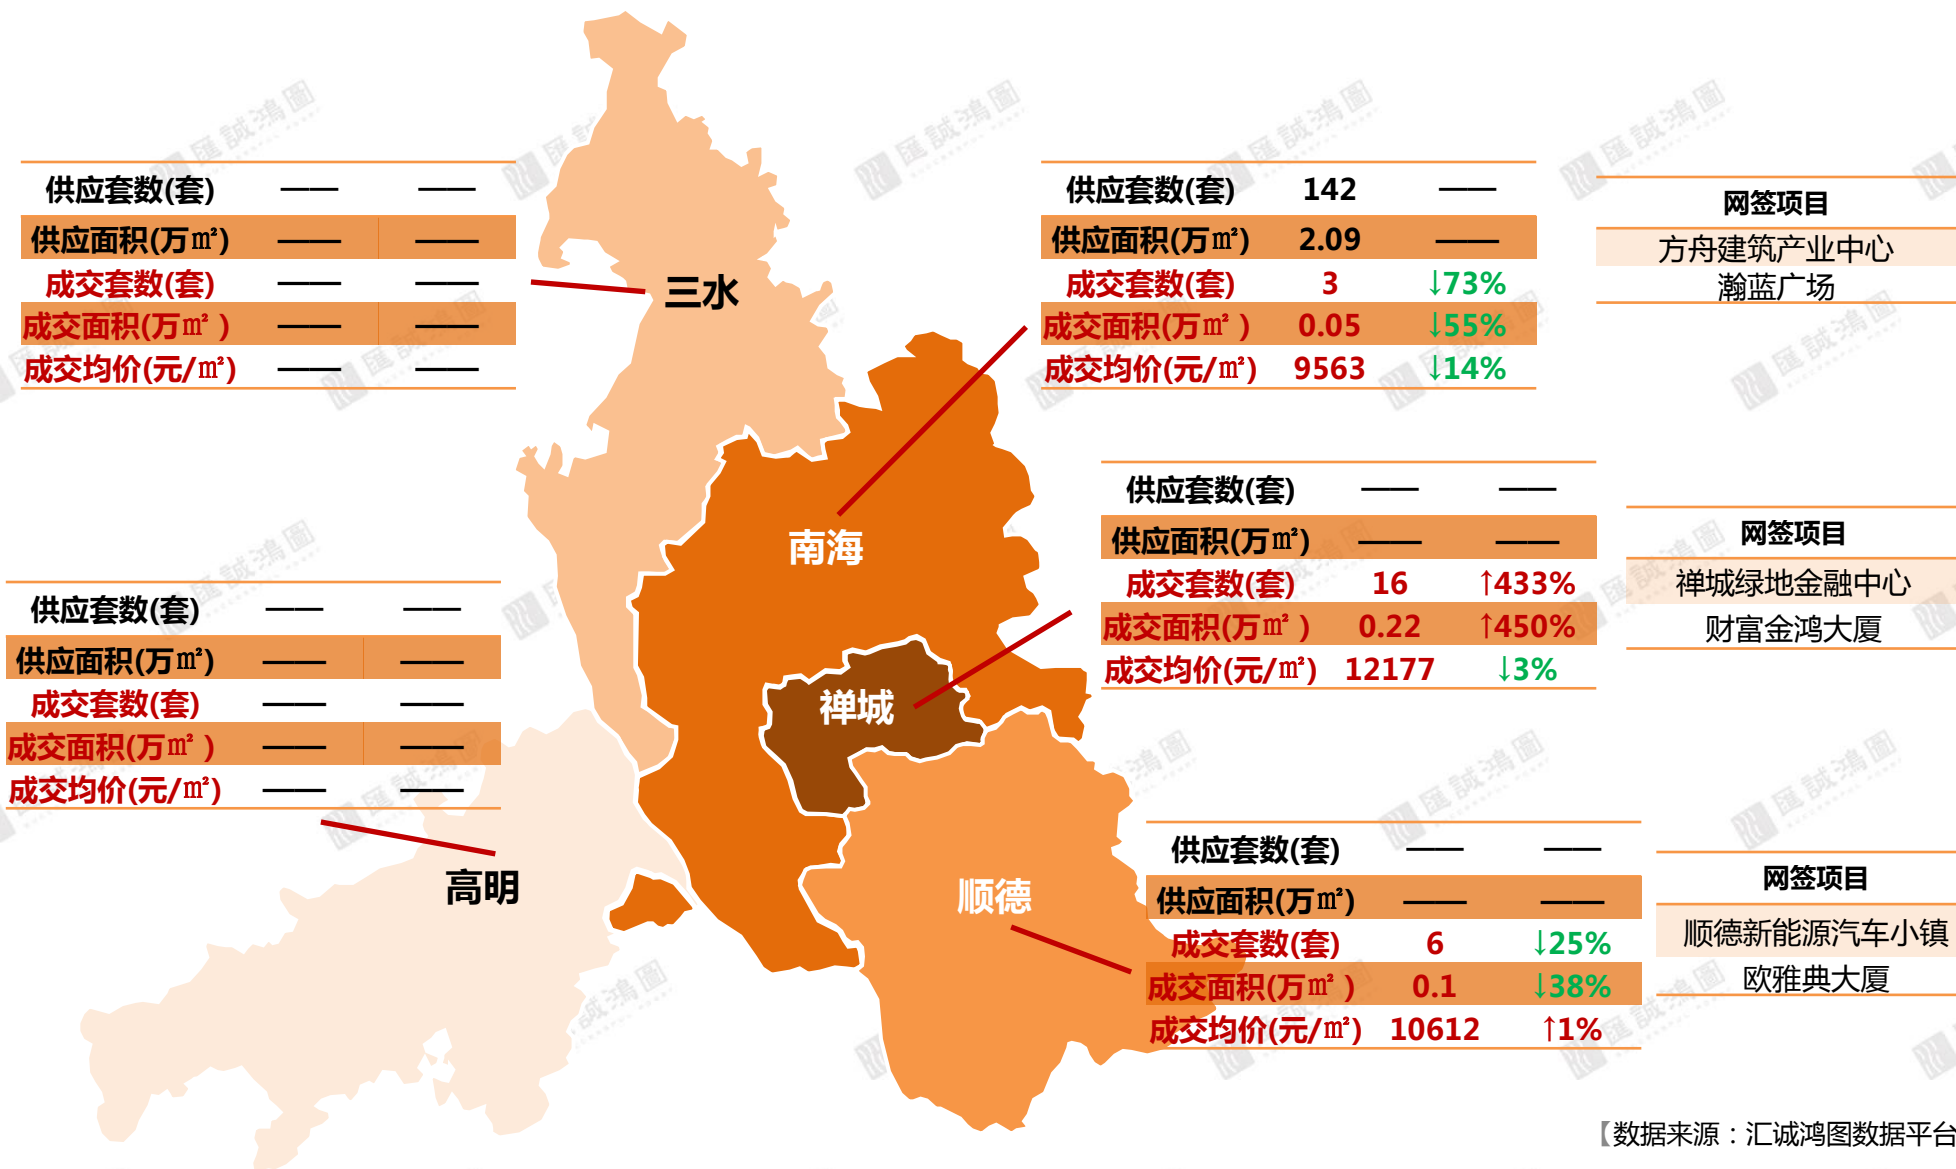 供应套数(套) —— ——
供应面积(万㎡) —— ——
成交套数(套) —— ——
成交面积(万㎡ ) —— ——
成交均价(元/㎡) —— ——
三水
供应套数(套) 142 ——
供应面积(万㎡) 2.09 ——
成交套数(套) 3 ↓73%
成交面积(万㎡ ) 0.05 ↓55%
成交均价(元/㎡) 9563 ↓14%
网签项目
方舟建筑产业中心
瀚蓝广场
南海
供应套数(套) —— ——
供应面积(万㎡) —— ——
成交套数(套) 16 ↑433%
成交面积(万㎡ ) 0.22 ↑450%
成交均价(元/㎡) 12177 ↓3%
网签项目
禅城绿地金融中心
财富金鸿大厦
禅城
供应套数(套) —— ——
供应面积(万㎡) —— ——
成交套数(套) —— ——
成交面积(万㎡ ) —— ——
成交均价(元/㎡) —— ——
高明
顺德
供应套数(套) —— ——
供应面积(万㎡) —— ——
成交套数(套) 6 ↓25%
成交面积(万㎡ ) 0.1 ↓38%
成交均价(元/㎡) 10612 ↑1%
网签项目
顺德新能源汽车小镇
欧雅典大厦
【数据来源：汇诚鸿图数据平台
匯誠鴻圖